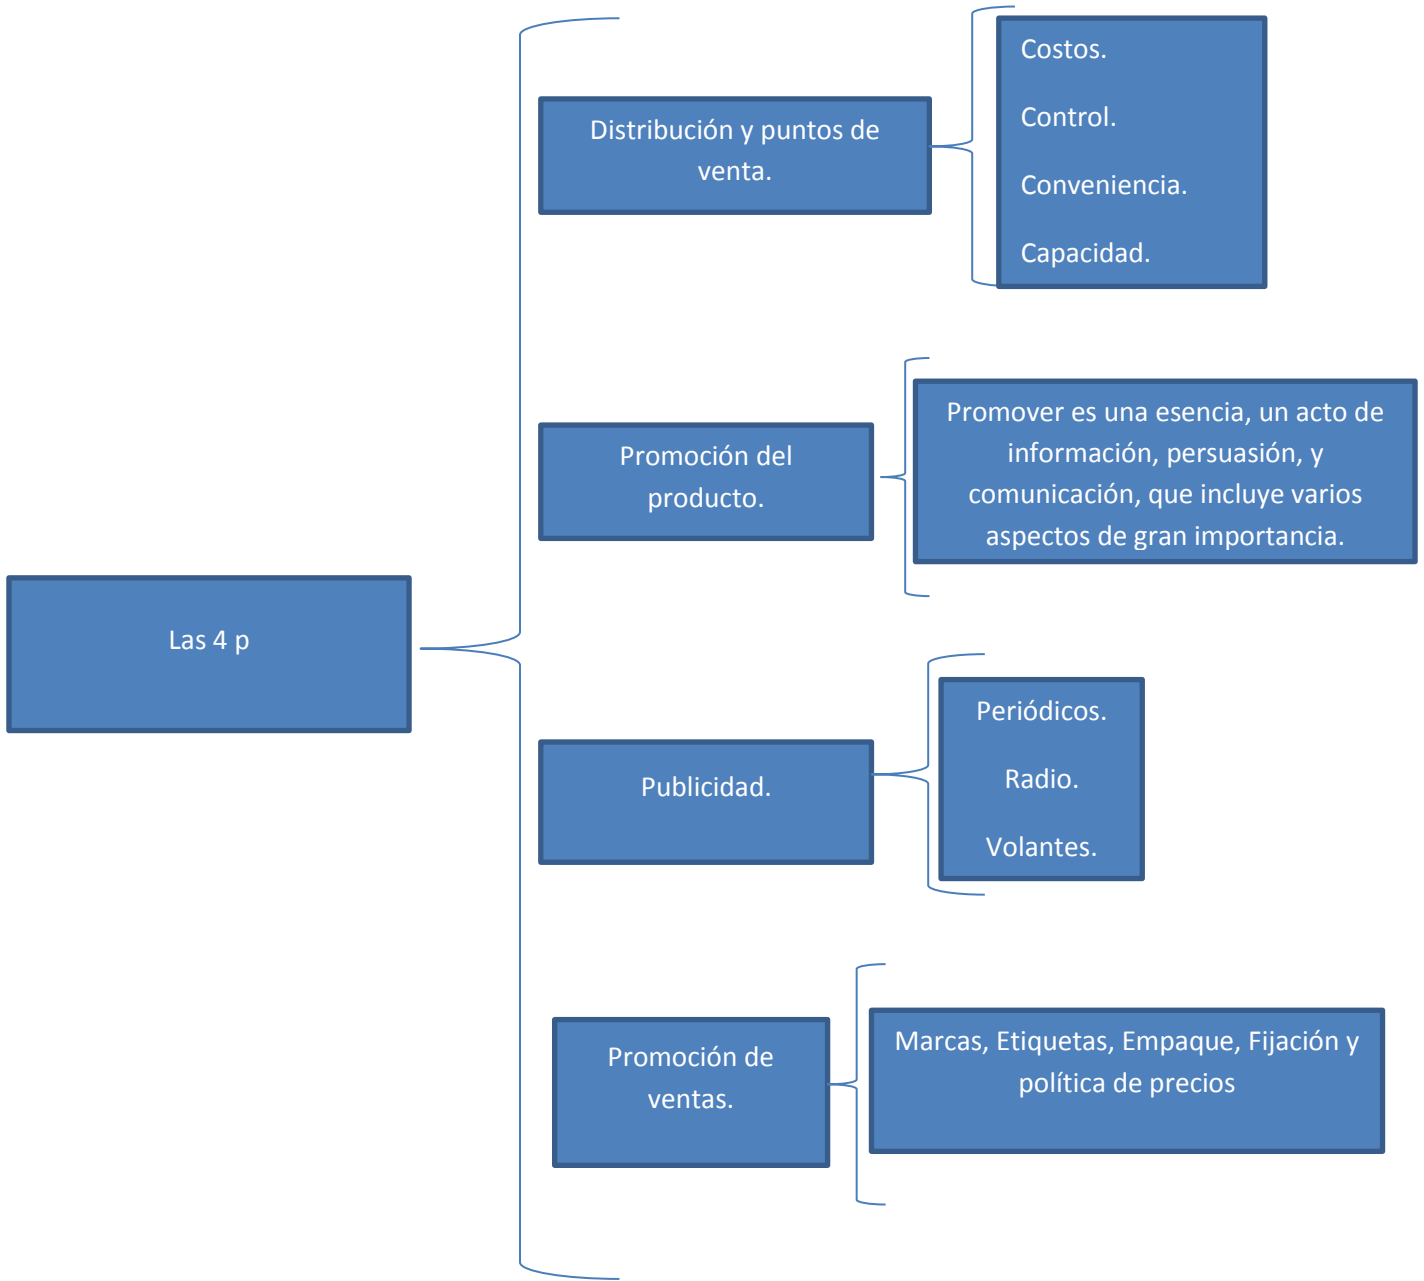 Las 4 p
Distribución y puntos de
venta.
Costos.
Control.
Conveniencia.
Capacidad.
Promoción del
producto.
Promover es una esencia, un acto de
información, persuasión, y
comunicación, que incluye varios
aspectos de gran importancia.
Publicidad.
Periódicos.
Radio.
Volantes.
Promoción de
ventas.
Marcas, Etiquetas, Empaque, Fijación y
política de precios